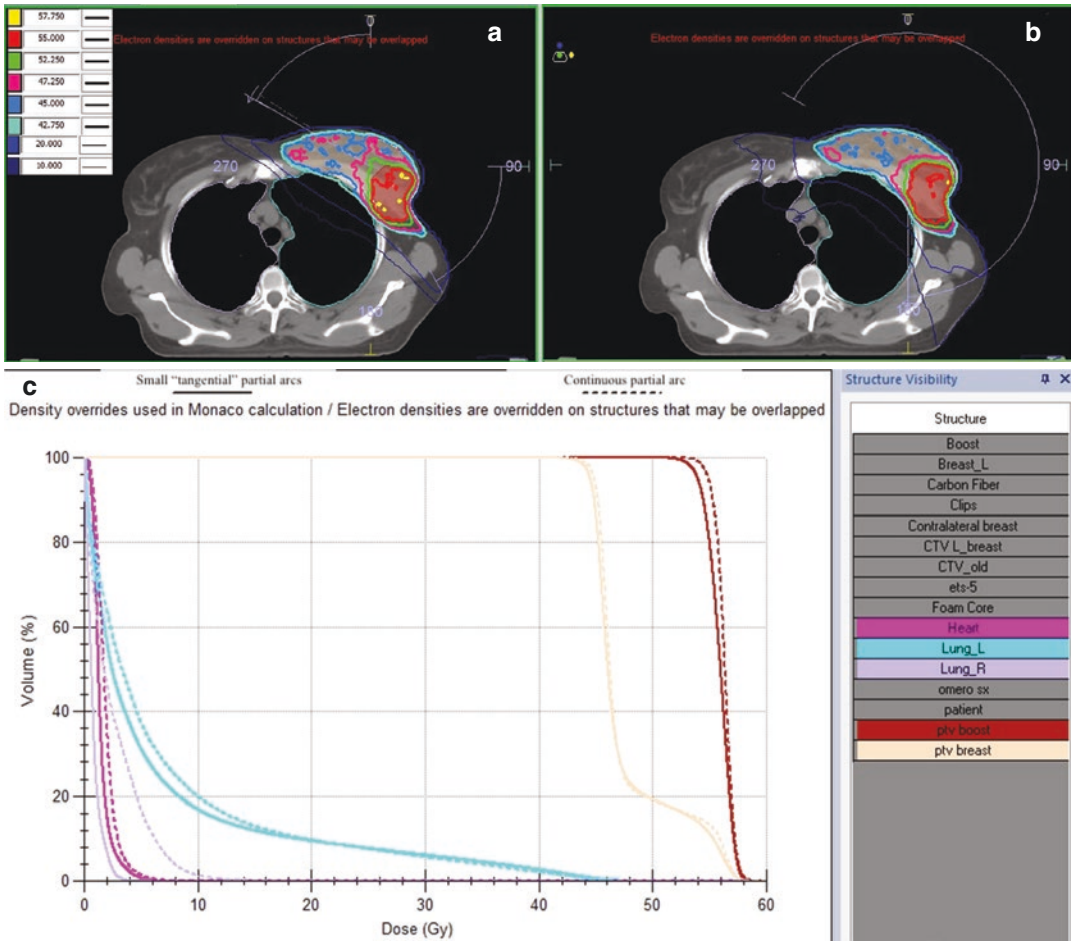 57.750
55.000
52.250
47.250
45.000
42.750
20.000
10.000
0
Electron densities are overridden on structures that may be overlapped
a
270
90
180
0
Electron densities are overridden on structures that may be overlapped
b
270
90
180
c
Small “tangential” partial arcs
Continuous partial arc
Density overrides used in Monaco calculation / Electron densities are overridden on structures that may be overlapped
100
80
60
40
20
0
Volume (%)
0 10 20 30 40 50 60
Dose (Gy)
Structure Visibility
Structure
Boost
Breast_L
Carbon Fiber
Clips
Contralateral breast
CTV L_breast
CTV_old
ets-5
Foam Core
Heart
Lung_L
Lung_R
omero sx
patient
ptv boost
ptv breast